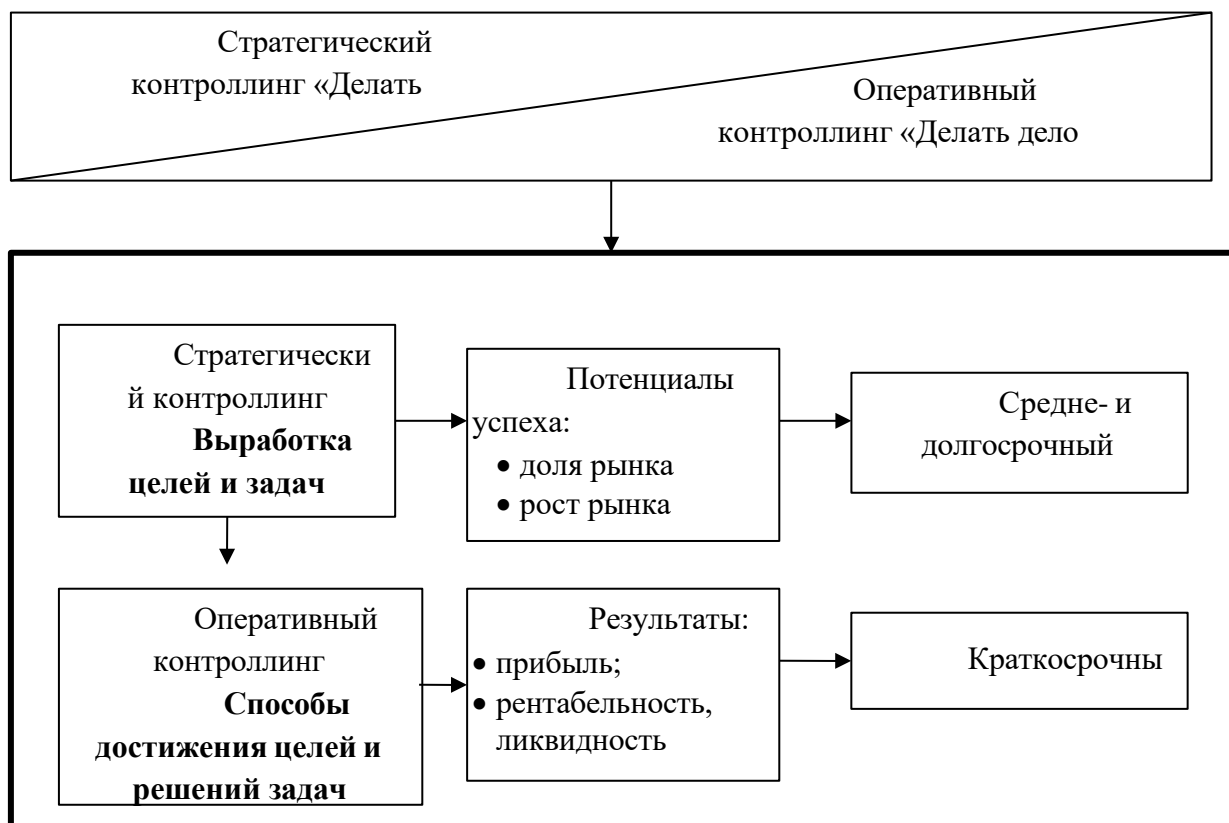 Стратегический
контроллинг «Делать
Оперативный
контроллинг «Делать дело
Стратегически
й контроллинг
Выработка
целей и задач
Потенциалы
успеха:
• доля рынка
• рост рынка
Средне- и
долгосрочный
Оперативный
контроллинг
Способы
достижения целей и
решений задач
Результаты:
• прибыль;
• рентабельность,
ликвидность
Краткосрочны